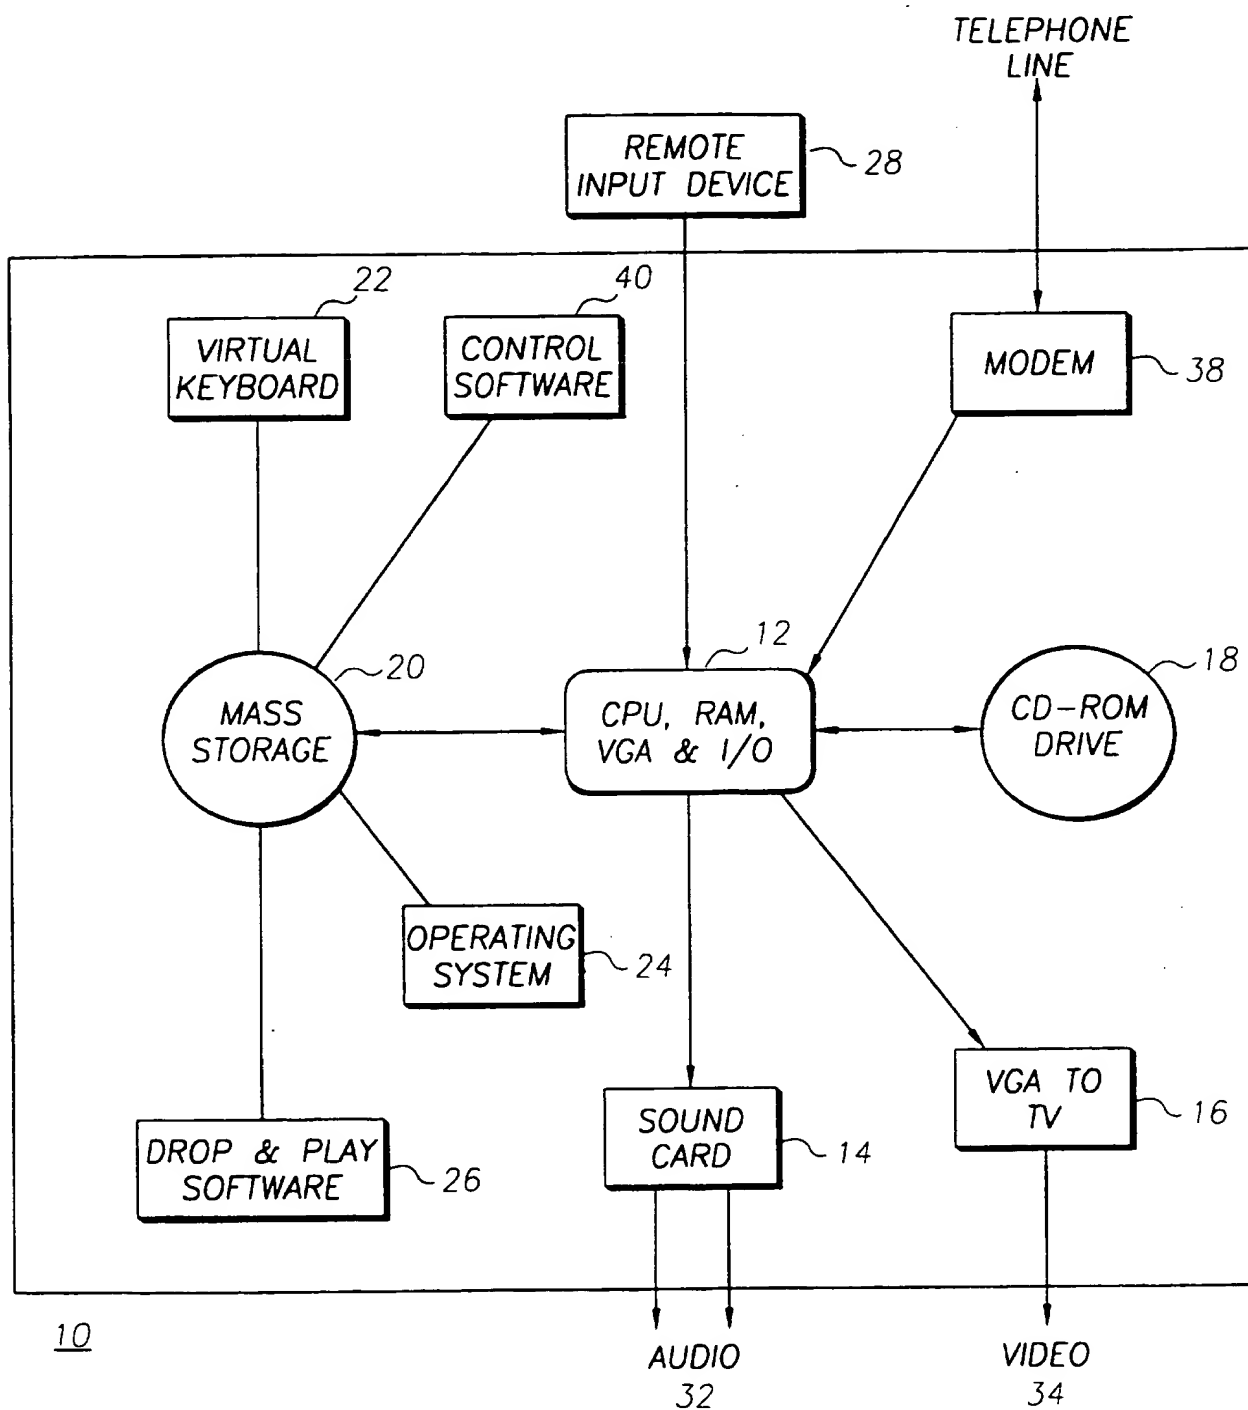 TELEPHONE
LINE
REMOTE
INPUT DEVICE
28
22
40
VIRTUAL
KEYBOARD
CONTROL
SOFTWARE
MODEM
38
12
20
18
MASS
STORAGE
CPU, RAM,
VGA & I/O
CD-ROM
DRIVE
OPERATING
SYSTEM
24
VGA TO
TV
16
SOUND
CARD
14
DROP & PLAY
SOFTWARE
26
10
AUDIO
32
VIDEO
34